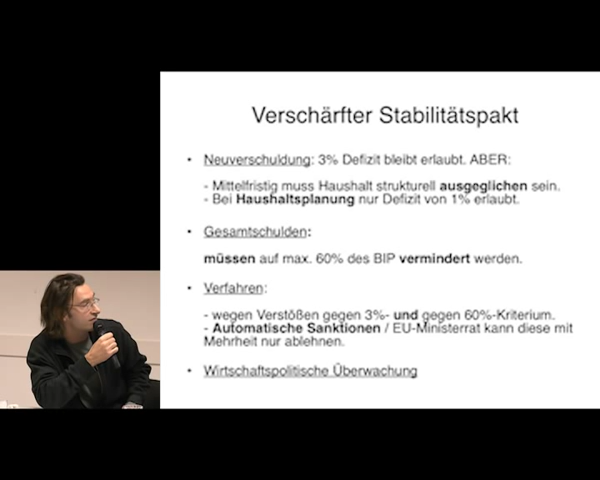 Verschärfter Stabilitätspakt
• Neuverschuldung: 3% Defizit bleibt erlaubt. ABER:
- Mittelfristig muss Haushalt strukturell ausgeglichen sein.
- Bei Haushaltsplanung nur Defizit von 1% erlaubt.
• Gesamtschulden:
müssen auf max. 60% des BIP vermindert werden.
• Verfahren:
- wegen Verstößen gegen 3%- und gegen 60%-Kriterium.
- Automatische Sanktionen / EU-Ministerrat kann diese mit
Mehrheit nur ablehnen.
• Wirtschaftspolitische Überwachung